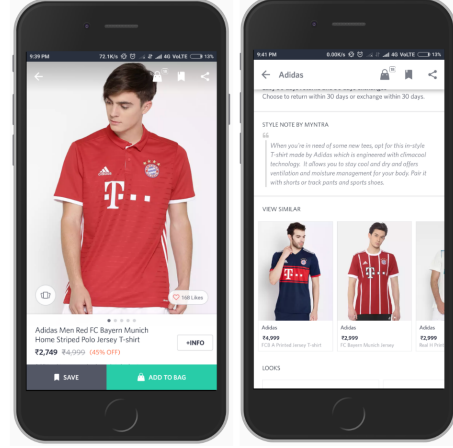 9:39 PM
72.1K/s
4G VoLTE
13%
168 Likes
Adidas Men Red FC Bayern Munich
Home Striped Polo Jersey T-shirt
₹2,749 ₹4,999 (45% OFF)
+INFO
SAVE
ADD TO BAG
9:41 PM
0.00K/s
4G VoLTE
13%
Adidas
Choose to return within 30 days or exchange within 30 days.
STYLE NOTE BY MYNTRA
When you're in need of some new tees, opt for this in-style
T-shirt made by Adidas which is engineered with climacool
technology. It allows you to stay cool and dry and offers
ventilation and moisture management for your body. Pair it
with shorts or track pants and sports shoes.
VIEW SIMILAR
Adidas
₹4,999
FCB A Printed Jersey T-shirt
Adidas
₹2,999
FC Bayern Munich Jersey
Adidas
₹2,999
LOOKS